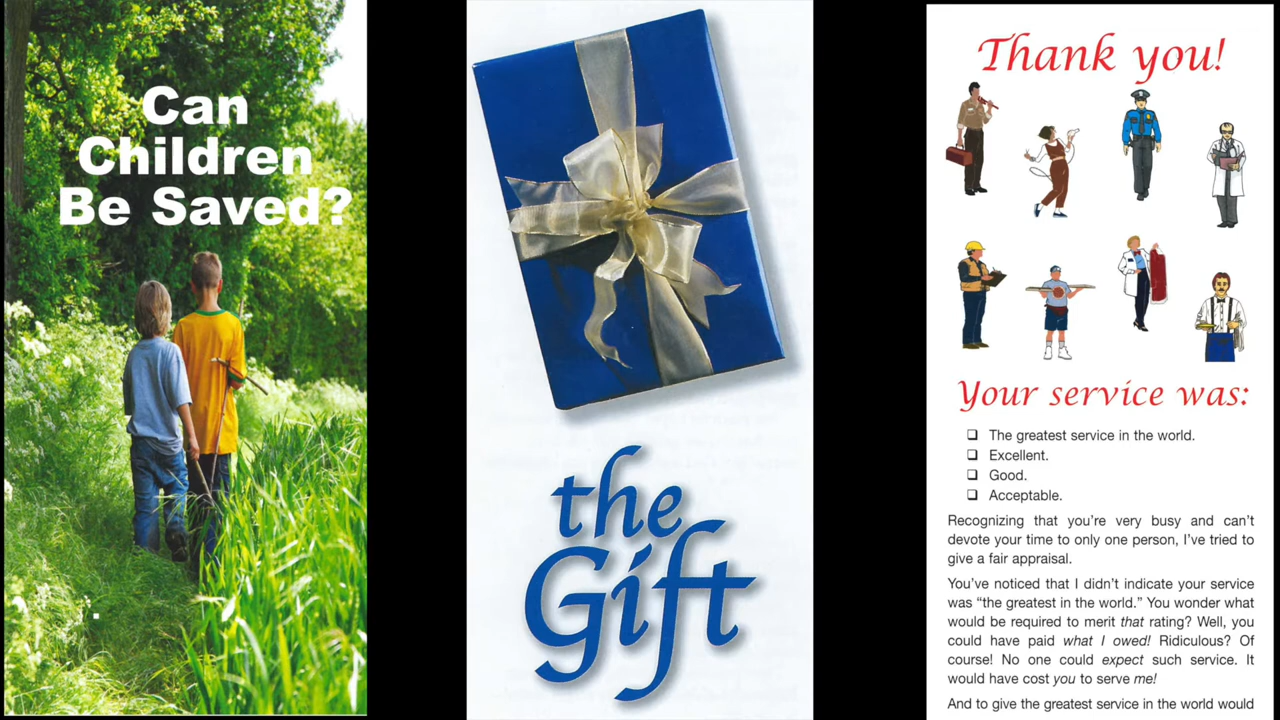 Can
Children
Be Saved?
the
Gift
Thank you!
Your service was:
❑ The greatest service in the world.
❑ Excellent.
❑ Good.
❑ Acceptable.
Recognizing that you’re very busy and can’t
devote your time to only one person, I’ve tried to
give a fair appraisal.
You’ve noticed that I didn’t indicate your service
was “the greatest in the world.” You wonder what
would be required to merit that rating? Well, you
could have paid what I owed! Ridiculous? Of
course! No one could expect such service. It
would have cost you to serve me!
And to give the greatest service in the world would